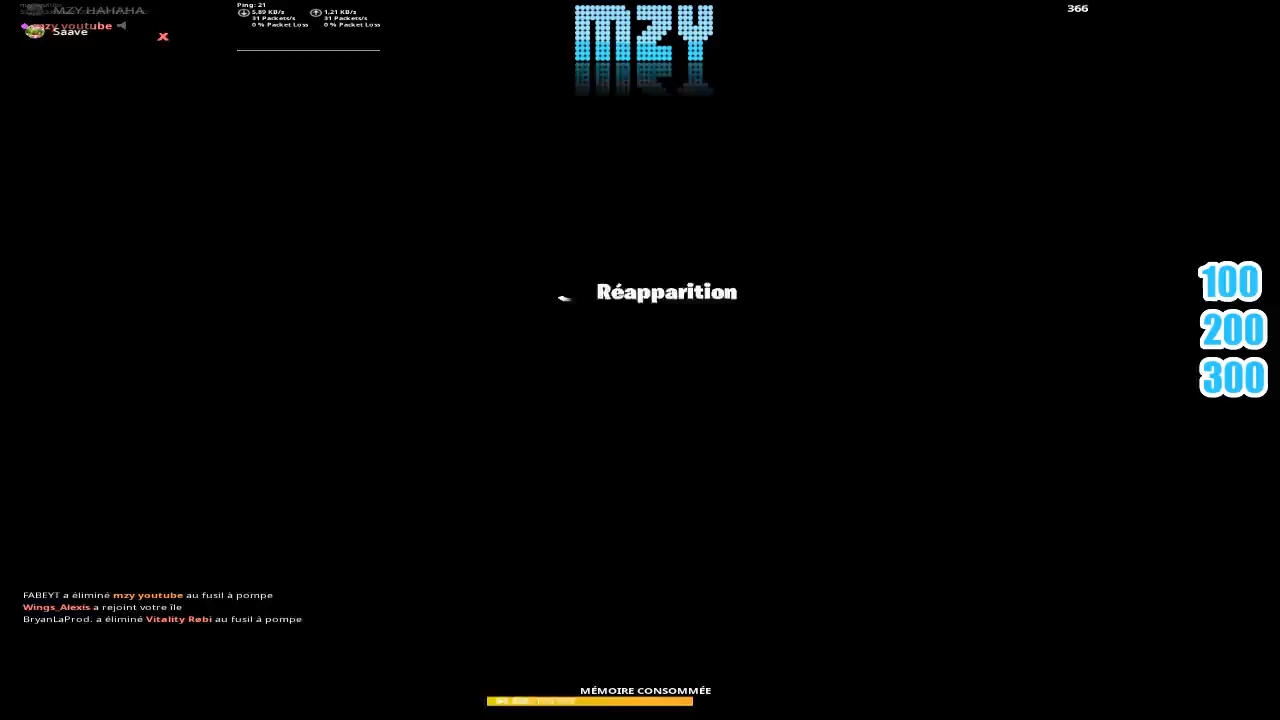 MZY HAHAHA
mzy youtube
Saave
x
Ping: 21
5,89 KB/s
31 Packets/s
0 % Packet Loss
1,21 KB/s
31 Packets/s
0 % Packet Loss
MZY
366
Réapparition
100
200
300
FABEYT a éliminé mzy youtube au fusil à pompe
Wings_Alexis a rejoint votre île
BryanLaProd. a éliminé Vitality Røbi au fusil à pompe
MÉMOIRE CONSOMMÉE